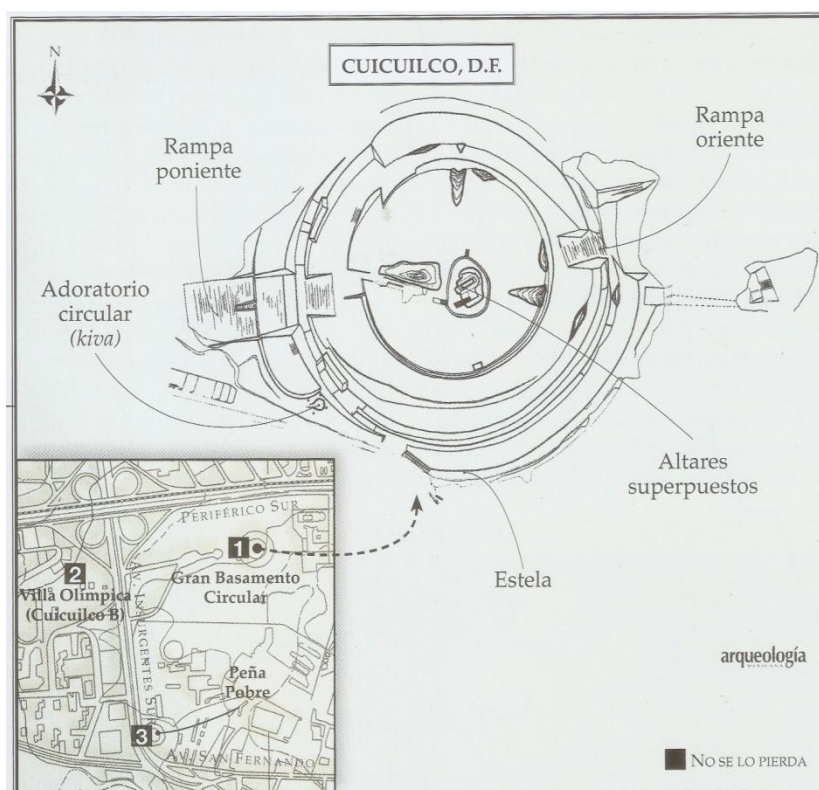 CUICUILCO, D.F.
N
Rampa
poniente
Rampa
oriente
Adoratorio
circular
(kiva)
Altares
superpuestos
Estela
PERIFÉRICO SUR
1
Gran Basamento
Circular
2
Villa Olímpica
(Cuicuilco B)
AV. INSURGENTES SUR
Peña
Pobre
3
AV. SAN FERNANDO
arqueología
MEXICANA
NO SE LO PIERDA